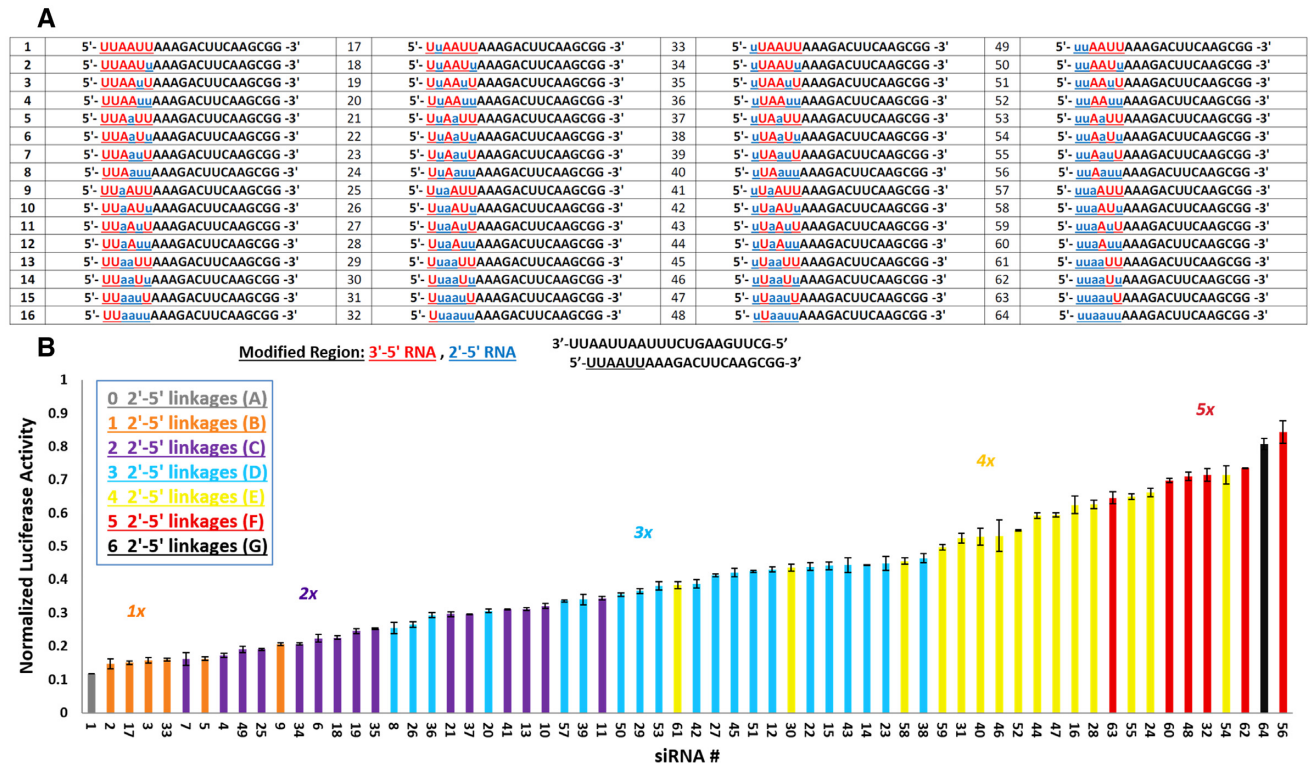 A
1 5'- UUAAUUAAAGACUUCAAGCGG -3' 17 5'- UuAAUUAAAGACUUCAAGCGG -3' 33 5'- uUAAUUAAAGACUUCAAGCGG -3' 49 5'- uuAAUUAAAGACUUCAAGCGG -3'
2 5'- UUAAUuAAAGACUUCAAGCGG -3' 18 5'- UuAAUuAAAGACUUCAAGCGG -3' 34 5'- uUAAUuAAAGACUUCAAGCGG -3' 50 5'- uuAAUuAAAGACUUCAAGCGG -3'
3 5'- UUAAuUAAAGACUUCAAGCGG -3' 19 5'- UuAAuUAAAGACUUCAAGCGG -3' 35 5'- uUAAuUAAAGACUUCAAGCGG -3' 51 5'- uuAAuUAAAGACUUCAAGCGG -3'
4 5'- UUAAuuAAAGACUUCAAGCGG -3' 20 5'- UuAAuuAAAGACUUCAAGCGG -3' 36 5'- uUAAuuAAAGACUUCAAGCGG -3' 52 5'- uuAAuuAAAGACUUCAAGCGG -3'
5 5'- UUAaUUAAAGACUUCAAGCGG -3' 21 5'- UuAaUUAAAGACUUCAAGCGG -3' 37 5'- uUAaUUAAAGACUUCAAGCGG -3' 53 5'- uuAaUUAAAGACUUCAAGCGG -3'
6 5'- UUAaUuAAAGACUUCAAGCGG -3' 22 5'- UuAaUuAAAGACUUCAAGCGG -3' 38 5'- uUAaUuAAAGACUUCAAGCGG -3' 54 5'- uuAaUuAAAGACUUCAAGCGG -3'
7 5'- UUAauUAAAGACUUCAAGCGG -3' 23 5'- UuAauUAAAGACUUCAAGCGG -3' 39 5'- uUAauUAAAGACUUCAAGCGG -3' 55 5'- uuAauUAAAGACUUCAAGCGG -3'
8 5'- UUAauuAAAGACUUCAAGCGG -3' 24 5'- UuAauuAAAGACUUCAAGCGG -3' 40 5'- uUAauuAAAGACUUCAAGCGG -3' 56 5'- uuAauuAAAGACUUCAAGCGG -3'
9 5'- UUaAUUAAAGACUUCAAGCGG -3' 25 5'- UuaAUUAAAGACUUCAAGCGG -3' 41 5'- uUaAUUAAAGACUUCAAGCGG -3' 57 5'- uuaAUUAAAGACUUCAAGCGG -3'
10 5'- UUaAUuAAAGACUUCAAGCGG -3' 26 5'- UuaAUuAAAGACUUCAAGCGG -3' 42 5'- uUaAUuAAAGACUUCAAGCGG -3' 58 5'- uuaAUuAAAGACUUCAAGCGG -3'
11 5'- UUaAuUAAAGACUUCAAGCGG -3' 27 5'- UuaAuUAAAGACUUCAAGCGG -3' 43 5'- uUaAuUAAAGACUUCAAGCGG -3' 59 5'- uuaAuUAAAGACUUCAAGCGG -3'
12 5'- UUaAuuAAAGACUUCAAGCGG -3' 28 5'- UuaAuuAAAGACUUCAAGCGG -3' 44 5'- uUaAuuAAAGACUUCAAGCGG -3' 60 5'- uuaAuuAAAGACUUCAAGCGG -3'
13 5'- UUaaUUAAAGACUUCAAGCGG -3' 29 5'- UuaaUUAAAGACUUCAAGCGG -3' 45 5'- uUaaUUAAAGACUUCAAGCGG -3' 61 5'- uuaaUUAAAGACUUCAAGCGG -3'
14 5'- UUaaUuAAAGACUUCAAGCGG -3' 30 5'- UuaaUuAAAGACUUCAAGCGG -3' 46 5'- uUaaUuAAAGACUUCAAGCGG -3' 62 5'- uuaaUuAAAGACUUCAAGCGG -3'
15 5'- UUaauUAAAGACUUCAAGCGG -3' 31 5'- UuaauUAAAGACUUCAAGCGG -3' 47 5'- uUaauUAAAGACUUCAAGCGG -3' 63 5'- uuaauUAAAGACUUCAAGCGG -3'
16 5'- UUaauuAAAGACUUCAAGCGG -3' 32 5'- UuaauuAAAGACUUCAAGCGG -3' 48 5'- uUaauuAAAGACUUCAAGCGG -3' 64 5'- uuaauuAAAGACUUCAAGCGG -3'
B
Modified Region: 3'-5' RNA , 2'-5' RNA
3'-UUAAUUAAUUUCUGAAGUUCG-5'
5'-UUAAUUAAAGACUUCAAGCGG-3'
0 2'-5' linkages (A)
1 2'-5' linkages (B)
2 2'-5' linkages (C)
3 2'-5' linkages (D)
4 2'-5' linkages (E)
5 2'-5' linkages (F)
6 2'-5' linkages (G)
1x
2x
3x
4x
5x
Normalized Luciferase Activity
1
0.9
0.8
0.7
0.6
0.5
0.4
0.3
0.2
0.1
0
1 2 17 3 33 7 5 4 49 25 9 34 6 18 19 35 8 26 36 21 37 20 41 13 10 57 39 11 50 29 53 61 42 27 45 51 12 30 22 15 43 14 23 58 38 59 31 40 46 52 44 47 16 28 63 55 24 60 48 32 54 62 64 56
siRNA #